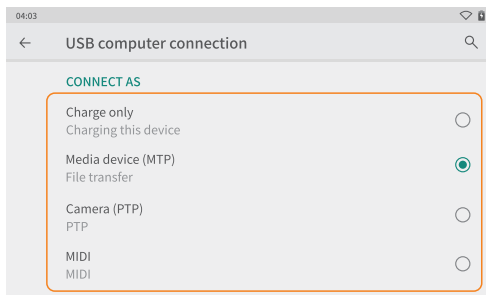 04:03
USB computer connection
CONNECT AS
Charge only
Charging this device
Media device (MTP)
File transfer
Camera (PTP)
PTP
MIDI
MIDI